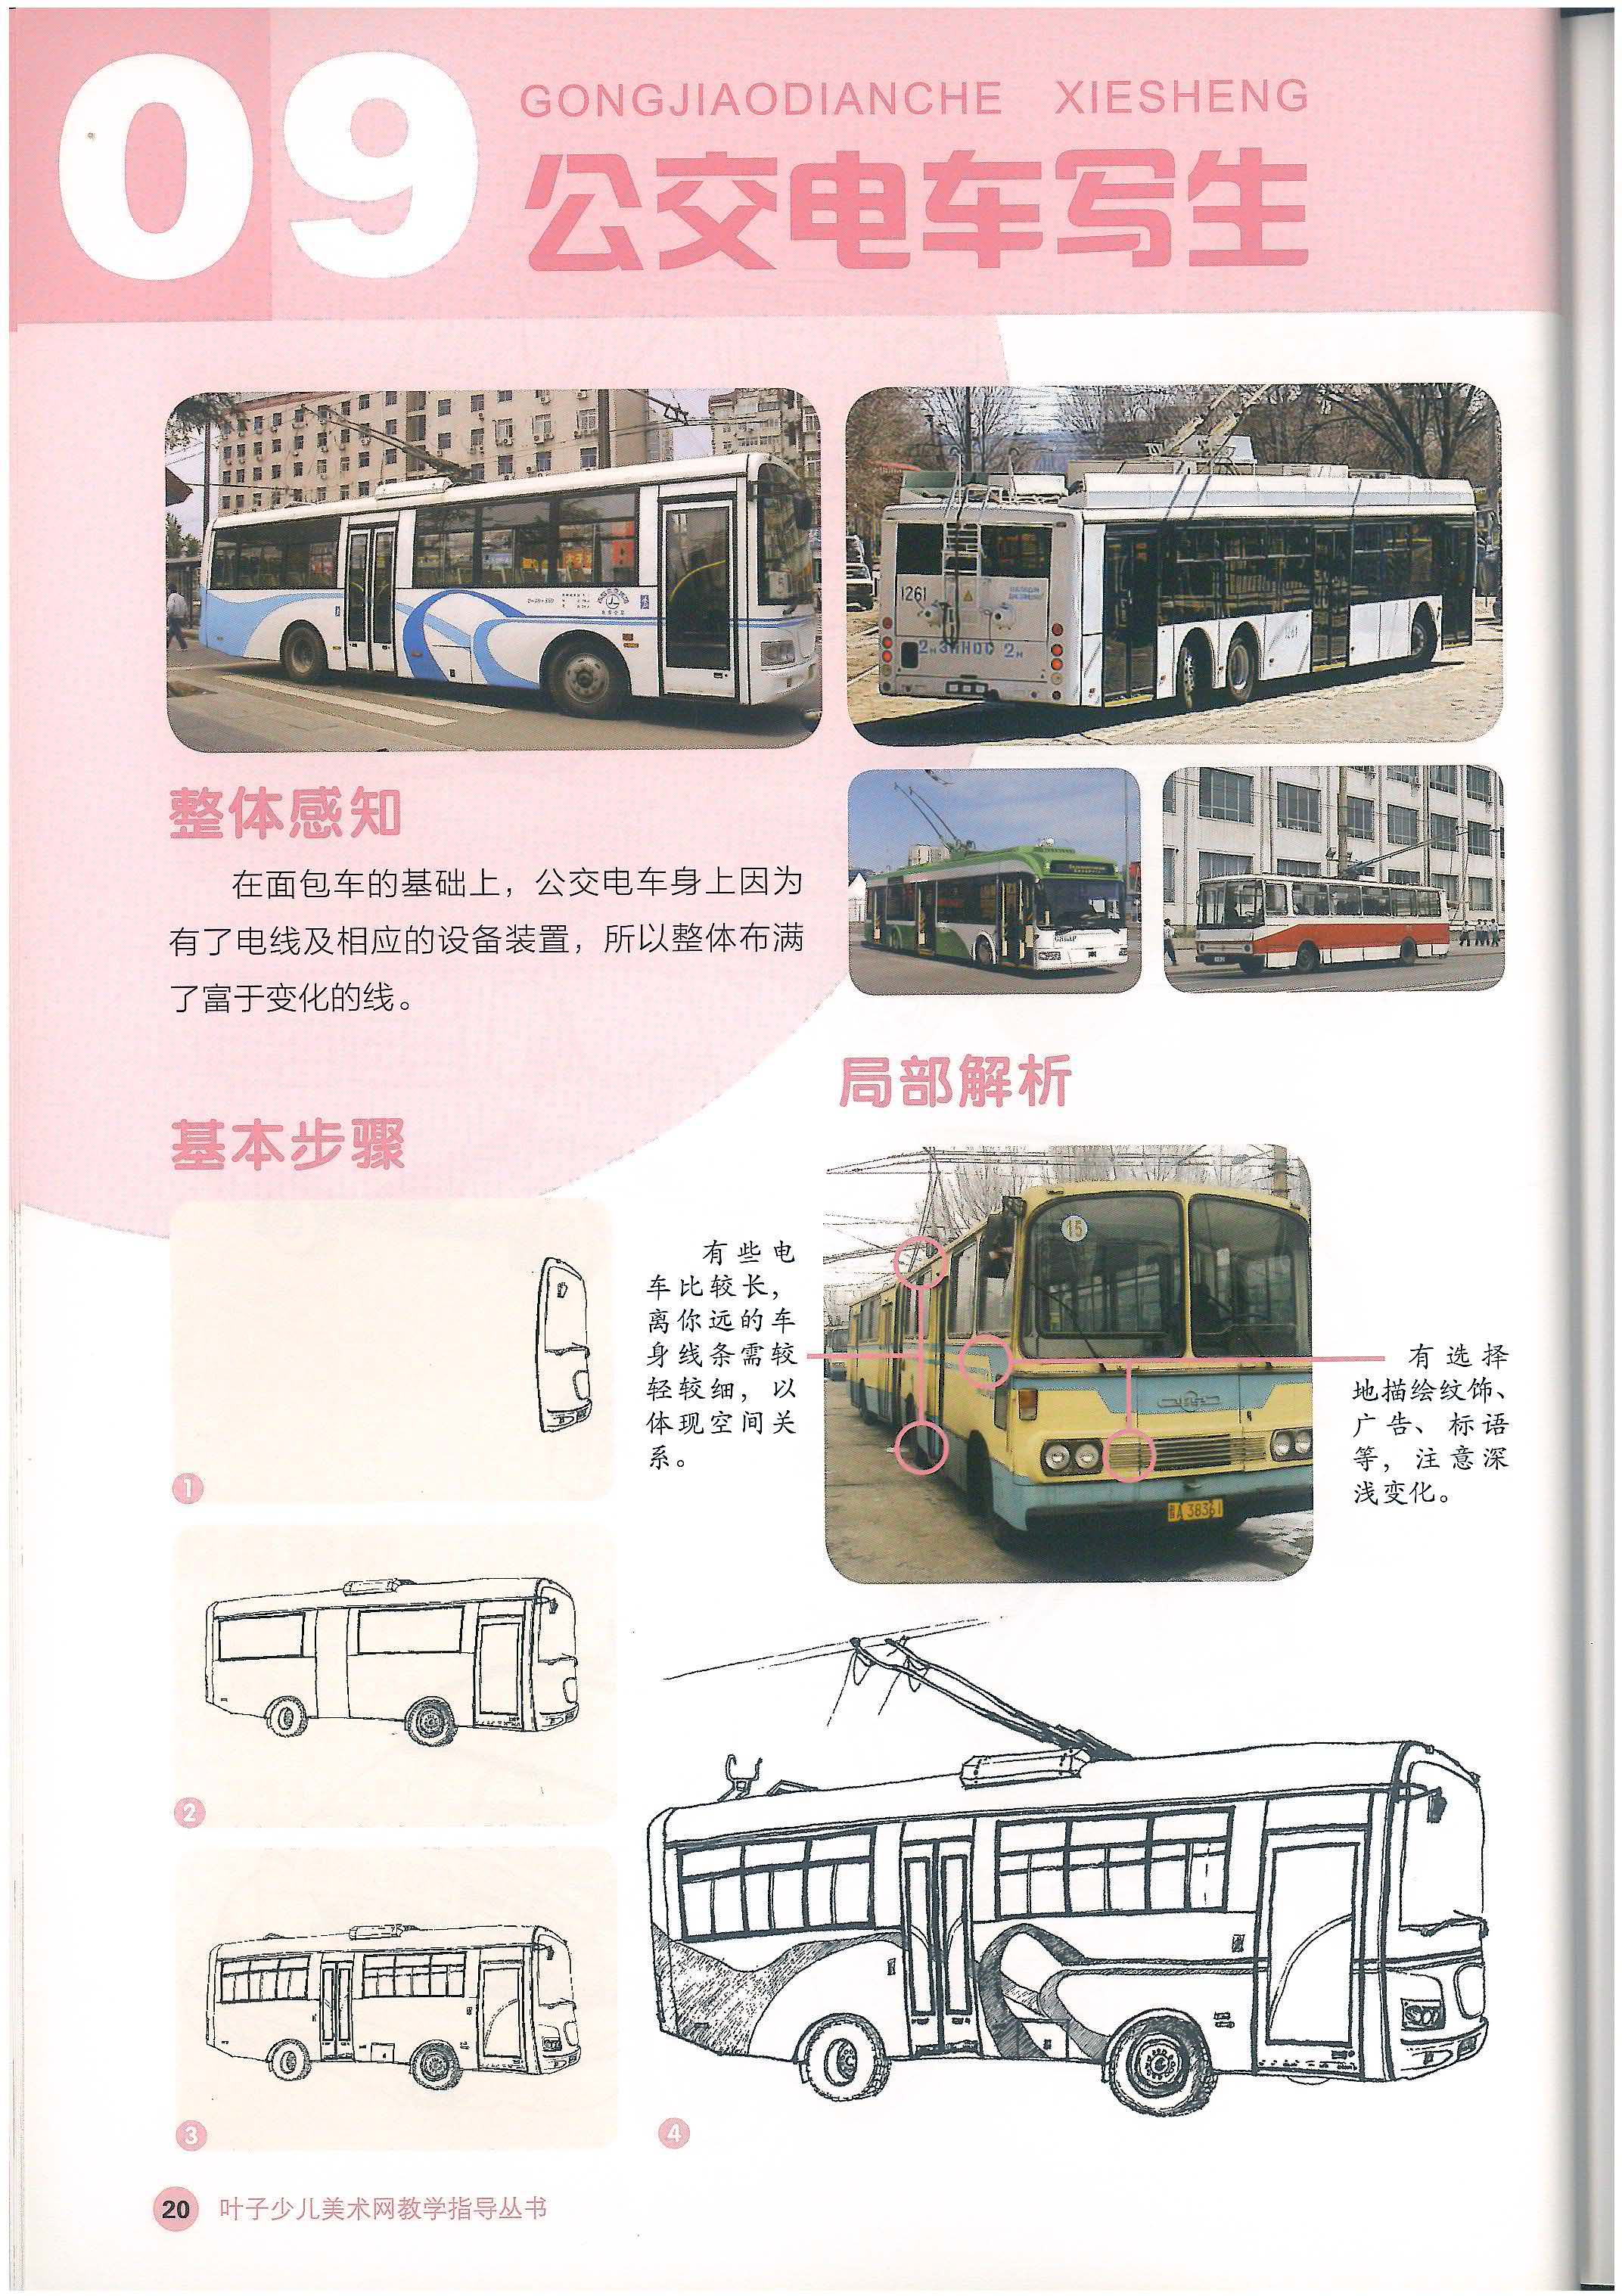 09
GONGJIAODIANCHE XIESHENG
公交电车写生
1261
整体感知
在面包车的基础上，公交电车身上因为
有了电线及相应的设备装置，所以整体布满
了富于变化的线。
局部解析
基本步骤
有些电
车比较长，
离你远的车
身线条需较
轻较细，以
体现空间关
系。
15
A 38361
有选择
地描绘纹饰、
广告、标语
等，注意深
浅变化。
1
2
3
4
20 叶子少儿美术网教学指导丛书